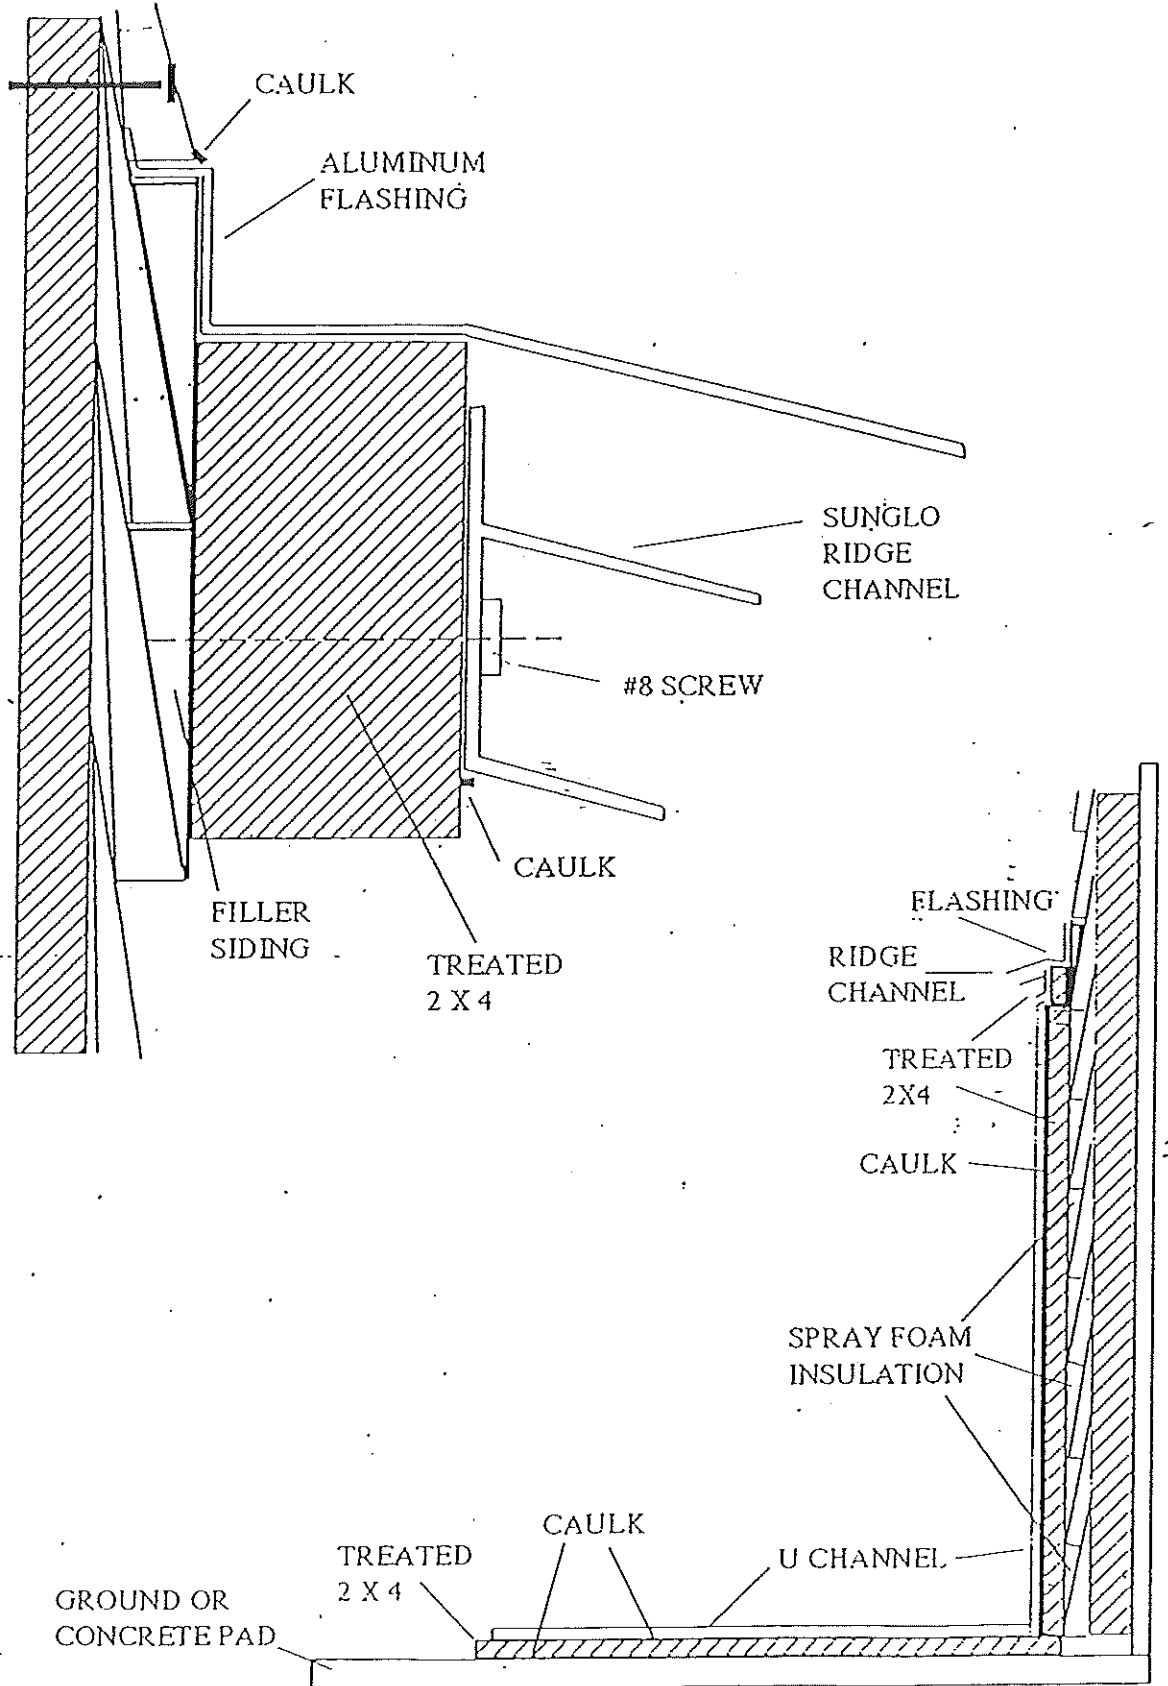 CAULK
ALUMINUM
FLASHING
SUNGLO
RIDGE
CHANNEL
#8 SCREW
CAULK
FILLER
SIDING
TREATED
2 X 4
FLASHING
RIDGE
CHANNEL
TREATED
2X4
CAULK
SPRAY FOAM
INSULATION
CAULK
TREATED
2 X 4
U CHANNEL
GROUND OR
CONCRETE PAD